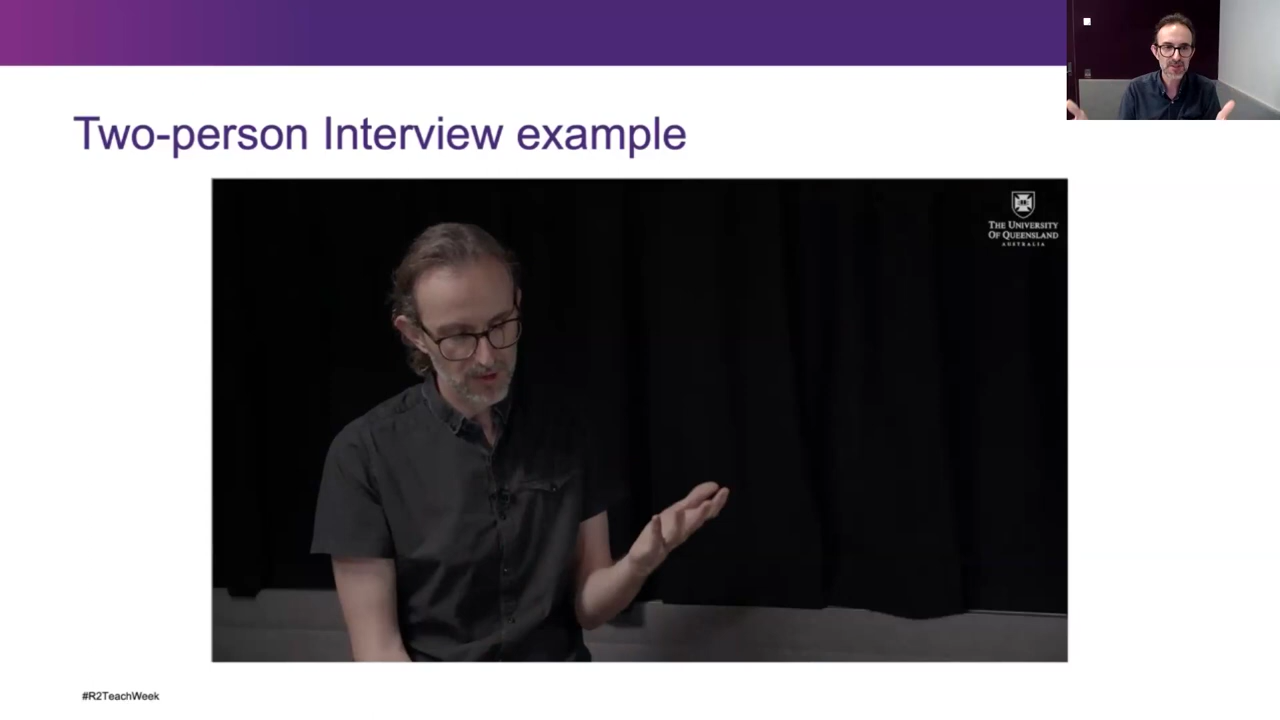 Two-person Interview example
THE UNIVERSITY
OF QUEENSLAND
AUSTRALIA
#R2TeachWeek